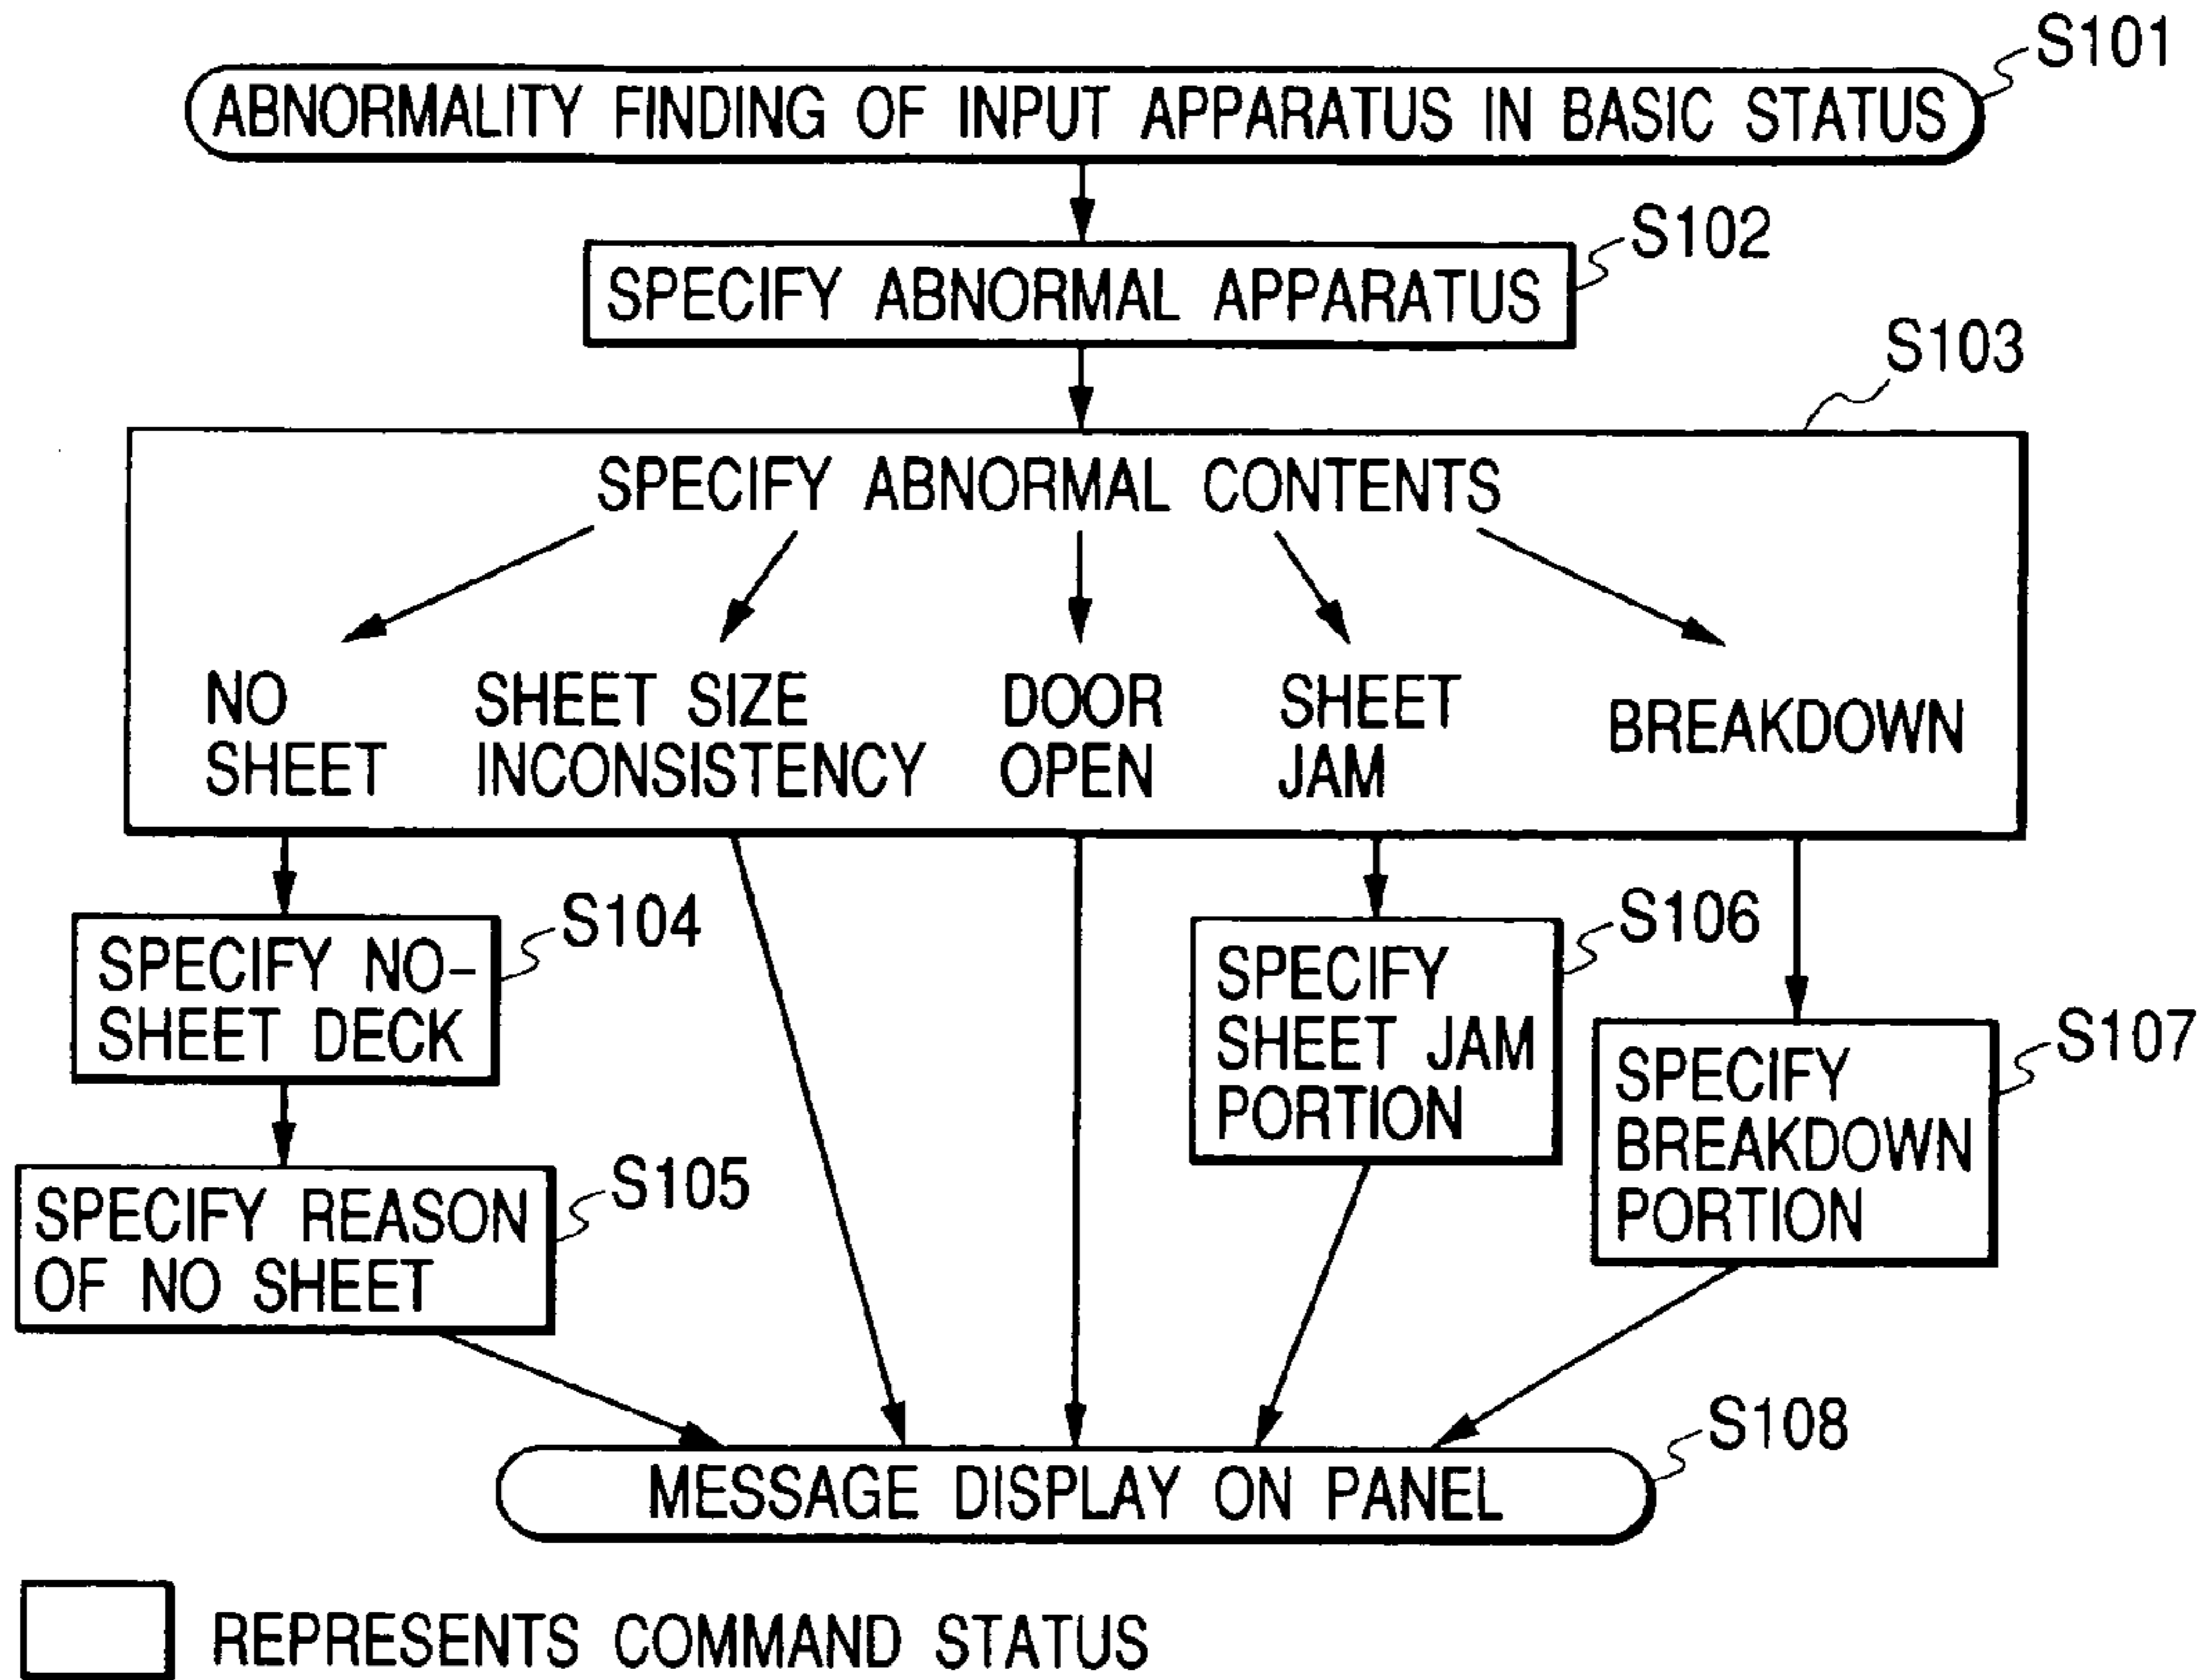 S101
ABNORMALITY FINDING OF INPUT APPARATUS IN BASIC STATUS
S102
SPECIFY ABNORMAL APPARATUS
S103
SPECIFY ABNORMAL CONTENTS
NO
SHEET
SHEET SIZE
INCONSISTENCY
DOOR
OPEN
SHEET
JAM
BREAKDOWN
S104
SPECIFY NO-
SHEET DECK
S105
SPECIFY REASON
OF NO SHEET
S106
SPECIFY
SHEET JAM
PORTION
S107
SPECIFY
BREAKDOWN
PORTION
S108
MESSAGE DISPLAY ON PANEL
REPRESENTS COMMAND STATUS